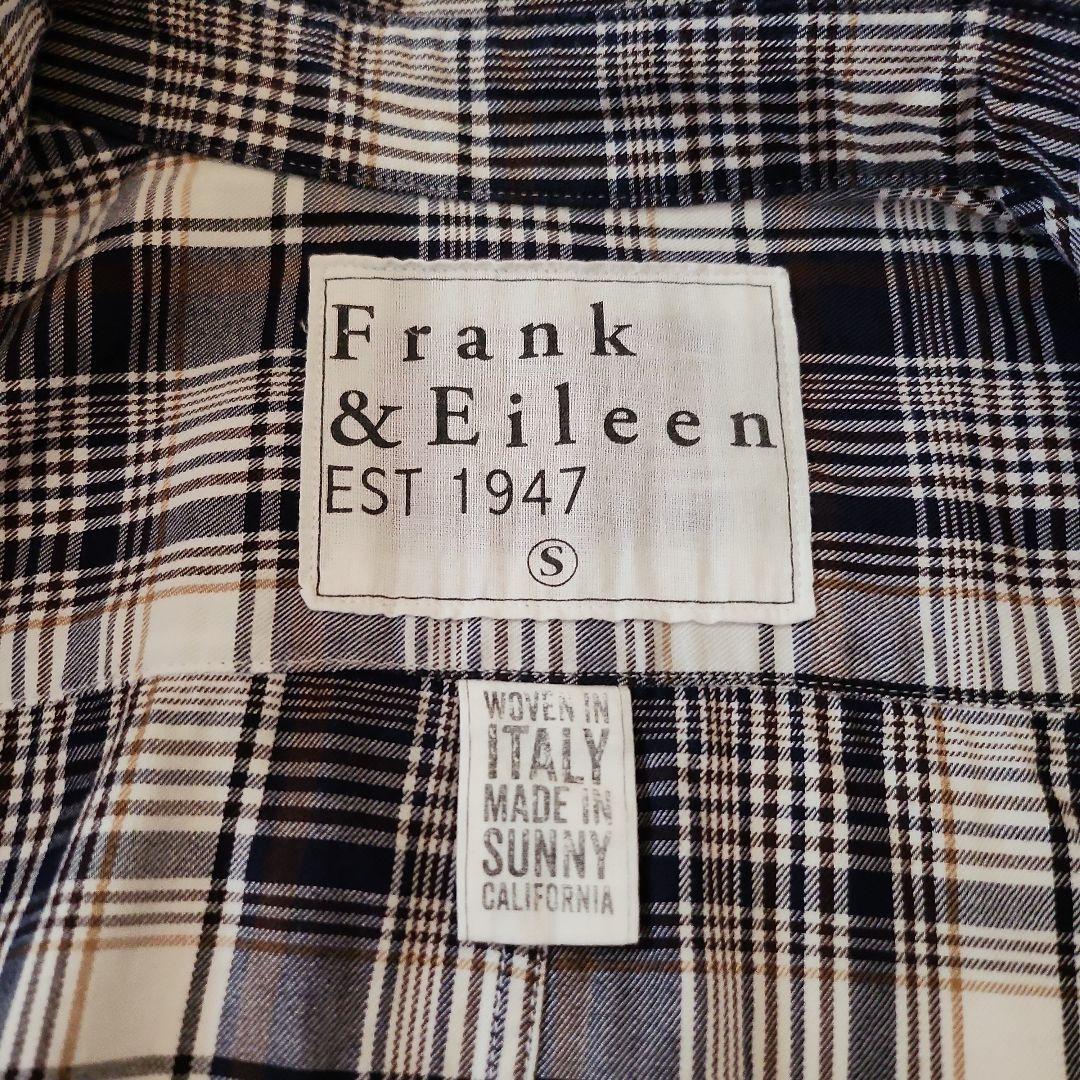 Frank
& Eileen
EST 1947
S
WOVEN IN
ITALY
MADE IN
SUNNY
CALIFORNIA